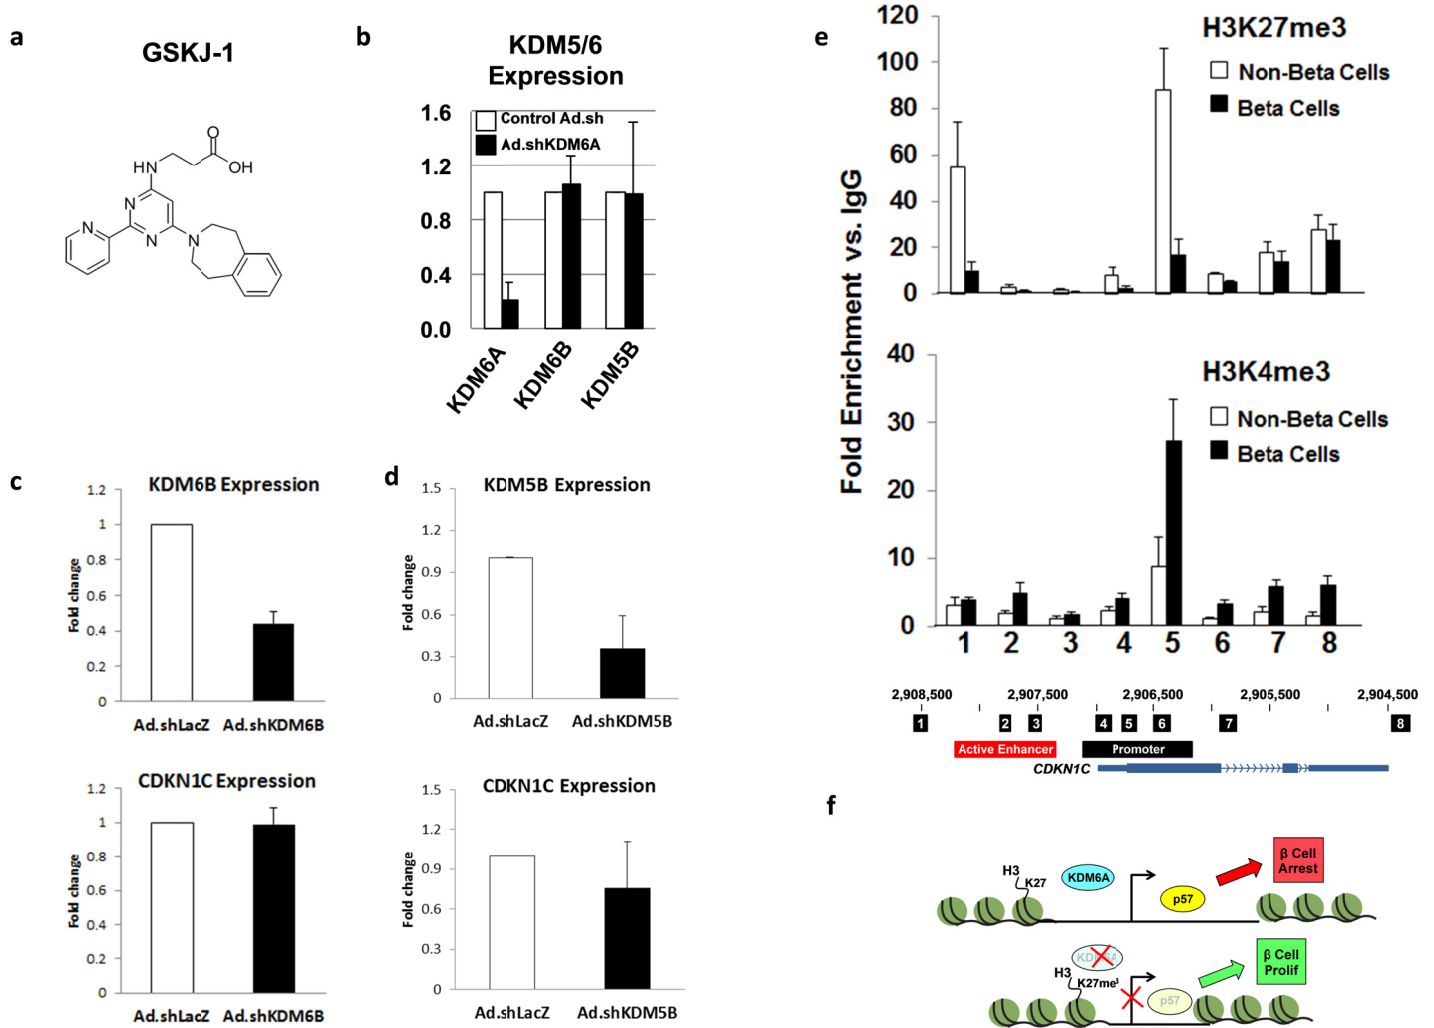 a
GSKJ-1
O
HN
OH
N
N
N
N
b
KDM5/6
Expression
1.6
1.2
0.8
0.4
0.0
Control Ad.sh
Ad.shKDM6A
KDM6A
KDM6B
KDM5B
c
KDM6B Expression
Fold change
1.2
1
0.8
0.6
0.4
0.2
0
Ad.shLacZ
Ad.shKDM6B
CDKN1C Expression
Fold change
1.2
1
0.8
0.6
0.4
0.2
0
Ad.shLacZ
Ad.shKDM6B
d
KDM5B Expression
Fold change
1.5
1.2
0.9
0.6
0.3
0
Ad.shLacZ
Ad.shKDM5B
CDKN1C Expression
Fold change
1.5
1.2
0.9
0.6
0.3
0
Ad.shLacZ
Ad.shKDM5B
e
Fold Enrichment vs. IgG
H3K27me3
Non-Beta Cells
Beta Cells
120
100
80
60
40
20
0
H3K4me3
Non-Beta Cells
Beta Cells
40
30
20
10
0
1 2 3 4 5 6 7 8
2,908,500 2,907,500 2,906,500 2,905,500 2,904,500
1 2 3 4 5 6 7 8
Active Enhancer Promoter
CDKN1C
f
H3
K27
KDM6A
p57
β Cell
Arrest
KDM6A
H3
K27me3
p57
β Cell
Prolif